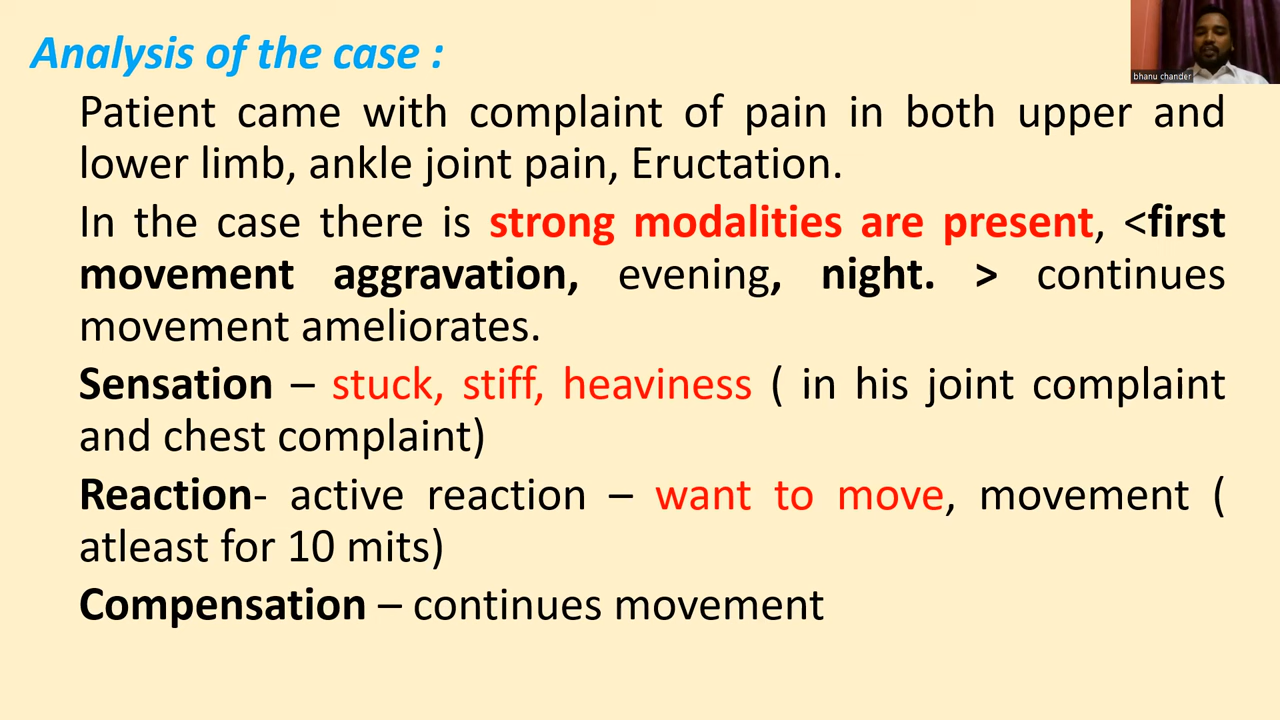 Analysis of the case :
bhanu chander
Patient came with complaint of pain in both upper and
lower limb, ankle joint pain, Eructation.
In the case there is strong modalities are present, <first
movement aggravation, evening, night. > continues
movement ameliorates.
Sensation – stuck, stiff, heaviness ( in his joint complaint
and chest complaint)
Reaction- active reaction – want to move, movement (
atleast for 10 mits)
Compensation – continues movement